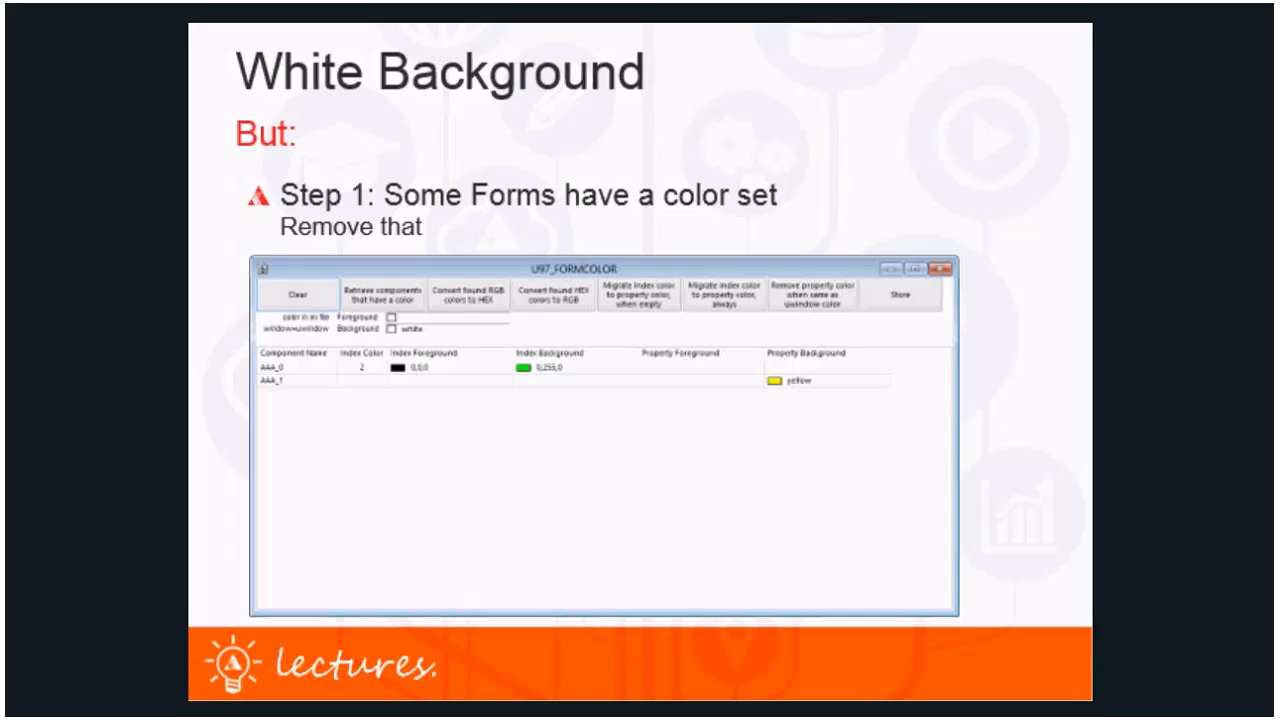 White Background
But:
Step 1: Some Forms have a color set
Remove that
U97_FORMCOLOR
Clear
Retrieve components
that have a color
Convert found RGB
colors to HEX
Convert found HEX
colors to RGB
Migrate index color
to property color,
when empty
Migrate index color
to property color,
always
Remove property color
when same as
uwindow color
Store
color in ini file Foreground
window=uwindow Background white
Component Name Index Color Index Foreground Index Background Property Foreground Property Background
AAA_0 2 0,0,0 0,255,0
AAA_1 yellow
lectures.